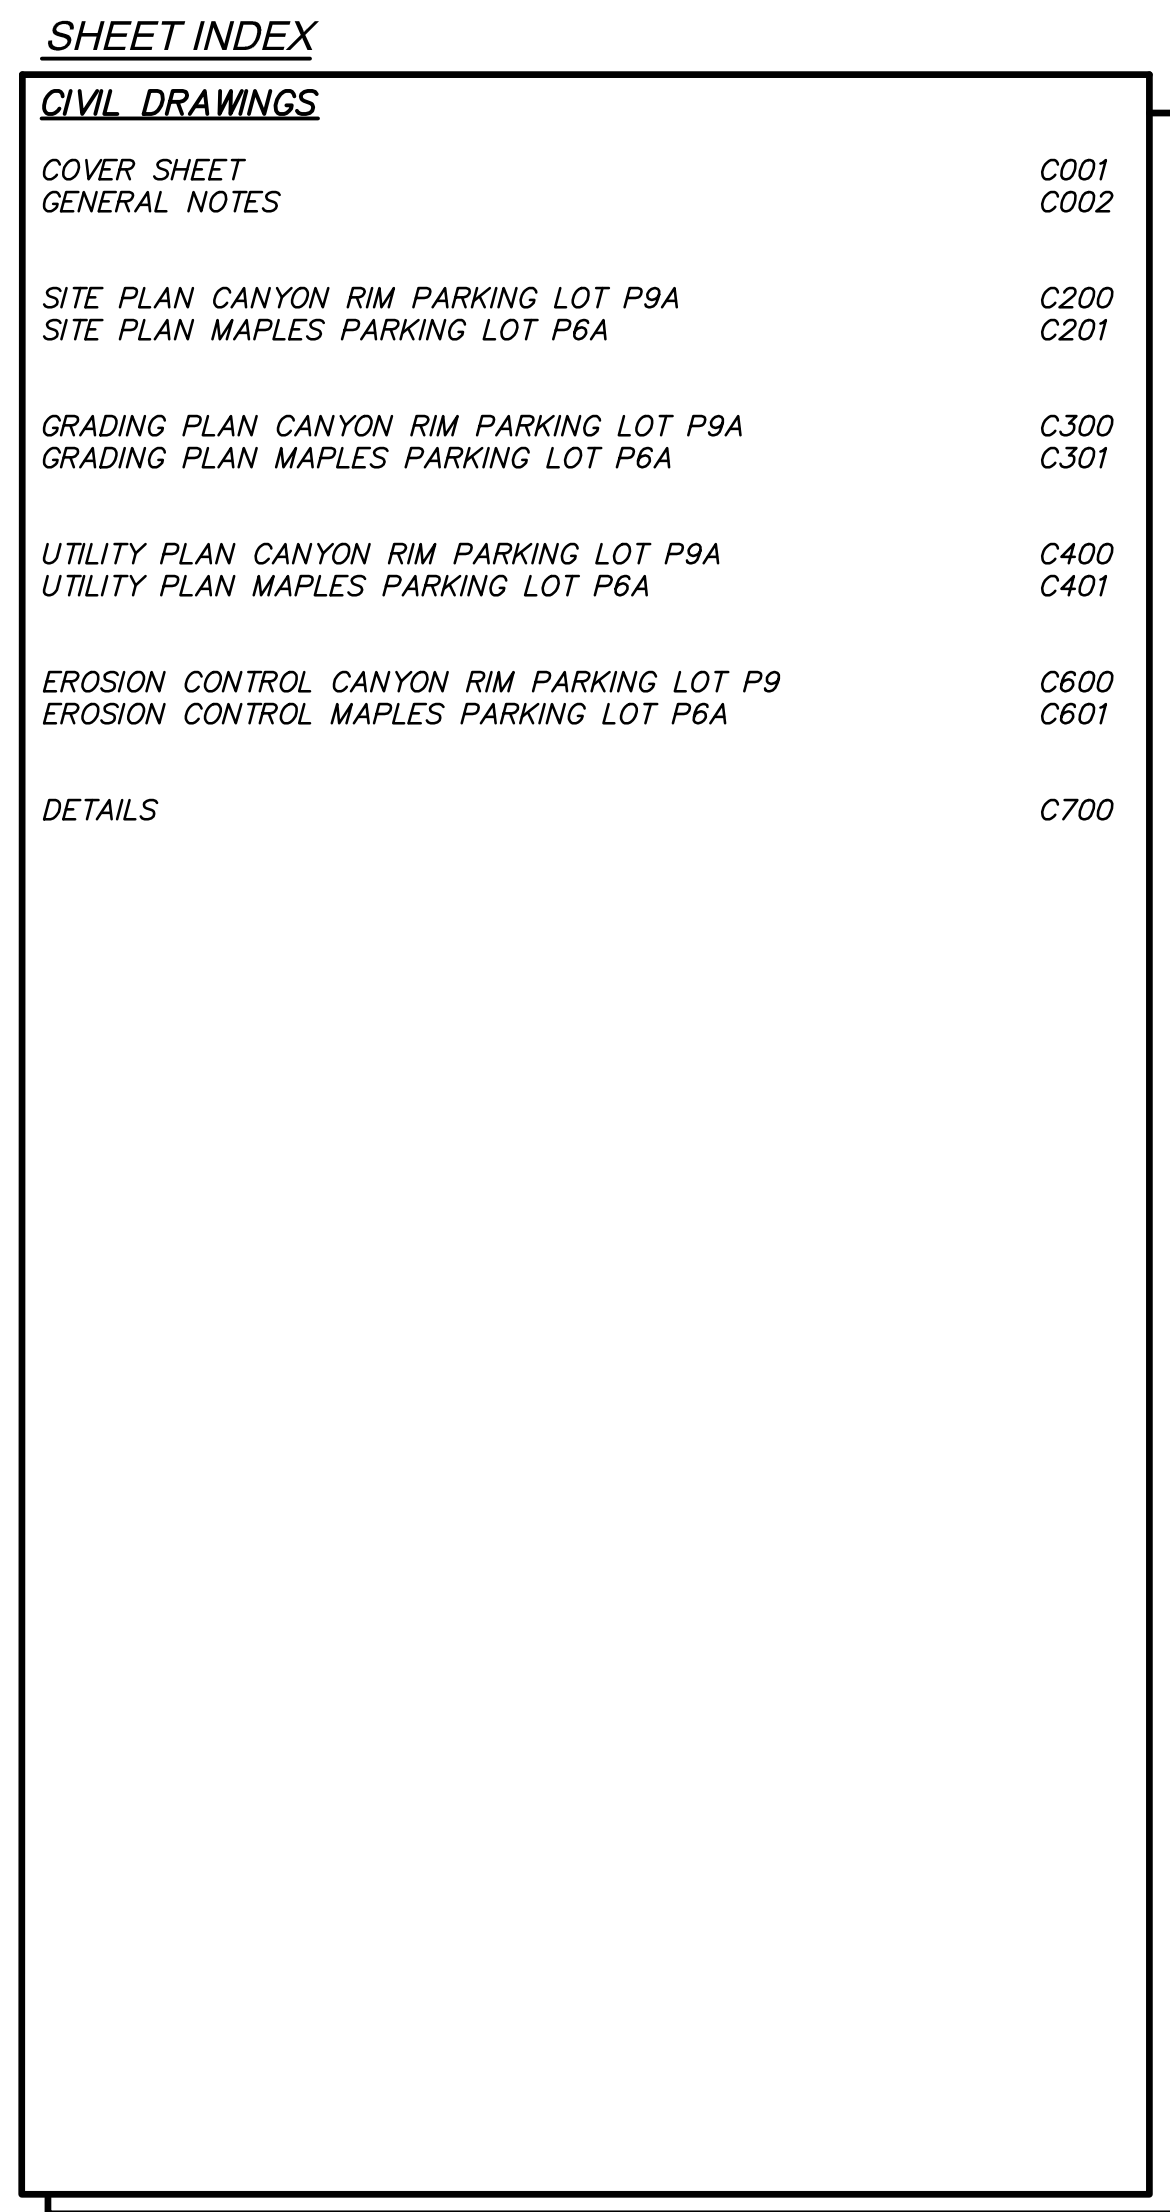 SHEET INDEX
CIVIL DRAWINGS
COVER SHEET C001
GENERAL NOTES C002
SITE PLAN CANYON RIM PARKING LOT P9A C200
SITE PLAN MAPLES PARKING LOT P6A C201
GRADING PLAN CANYON RIM PARKING LOT P9A C300
GRADING PLAN MAPLES PARKING LOT P6A C301
UTILITY PLAN CANYON RIM PARKING LOT P9A C400
UTILITY PLAN MAPLES PARKING LOT P6A C401
EROSION CONTROL CANYON RIM PARKING LOT P9 C600
EROSION CONTROL MAPLES PARKING LOT P6A C601
DETAILS C700